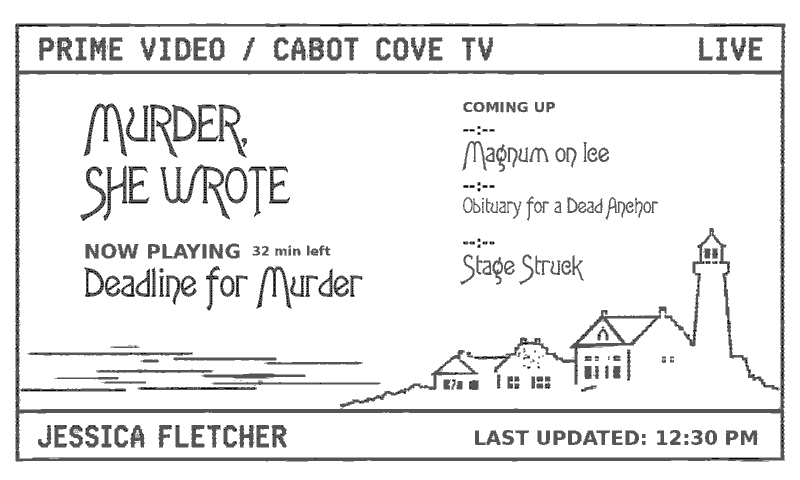 PRIME VIDEO / CABOT COVE TV
LIVE
MURDER,
SHE WROTE
NOW PLAYING 32 min left
Deadline for Murder
COMING UP
--:--
Magnum on Ice
--:--
Obituary for a Dead Anchor
--:--
Stage Struck
JESSICA FLETCHER
LAST UPDATED: 12:30 PM